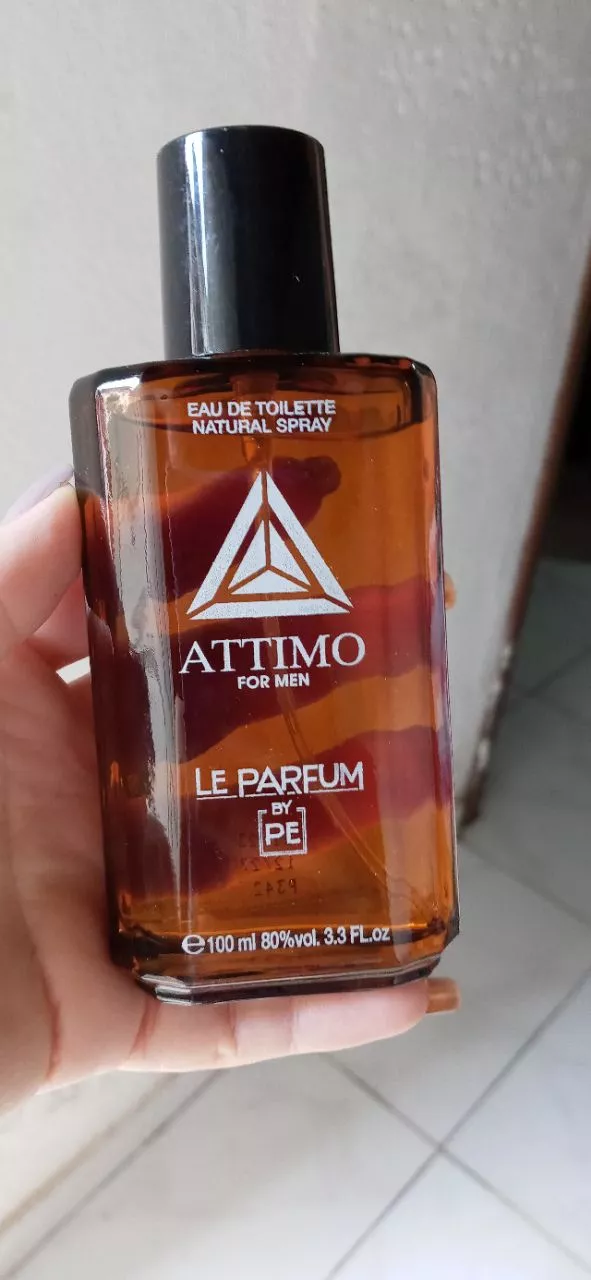 EAU DE TOILETTE
NATURAL SPRAY
ATTIMO
FOR MEN
LE PARFUM
BY
PE
℮100 ml 80%vol. 3.3 FL.oz